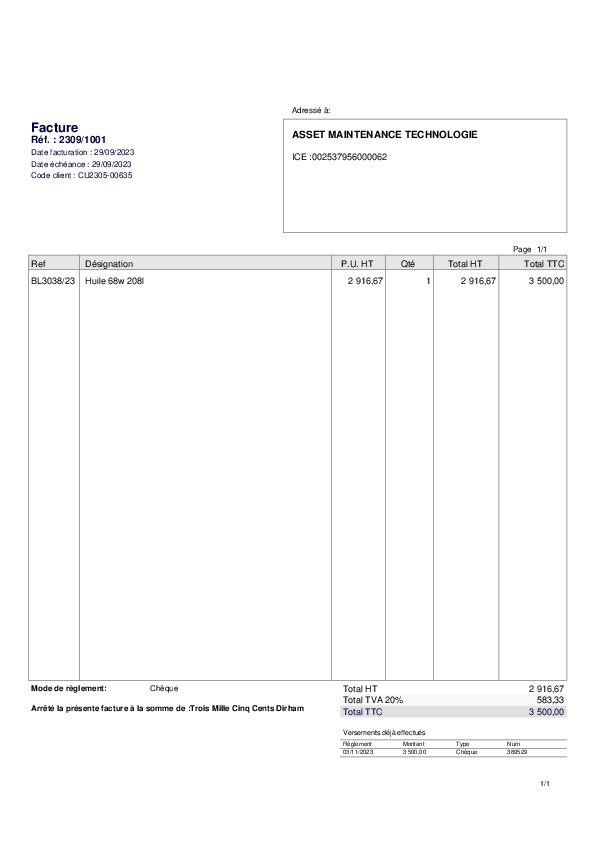 Adressé à:
Facture
Réf. : 2309/1001
Date facturation : 29/09/2023
Date échéance : 29/09/2023
Code client : CU2305-00635
ASSET MAINTENANCE TECHNOLOGIE
ICE :002537956000062
Page 1/1
Ref Désignation P.U. HT Qté Total HT Total TTC
BL3038/23 Huile 68w 208l 2 916,67 1 2 916,67 3 500,00
Mode de règlement: Chèque
Arrêté la présente facture à la somme de :Trois Mille Cinq Cents Dirham
Total HT 2 916,67
Total TVA 20% 583,33
Total TTC 3 500,00
Versements déjà effectués
Règlement Montant Type Num
03/11/2023 3 500,00 Chèque 389529
1/1